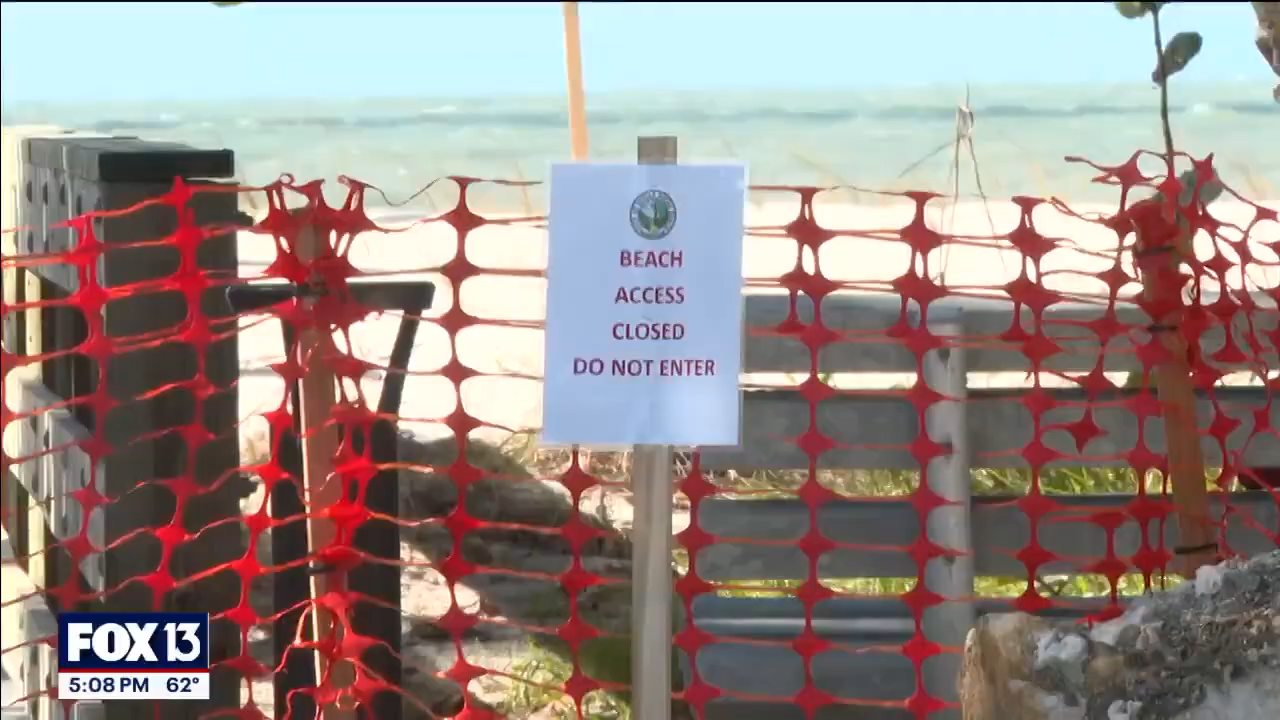 BEACH
ACCESS
CLOSED
DO NOT ENTER
FOX 13
5:08 PM 62°